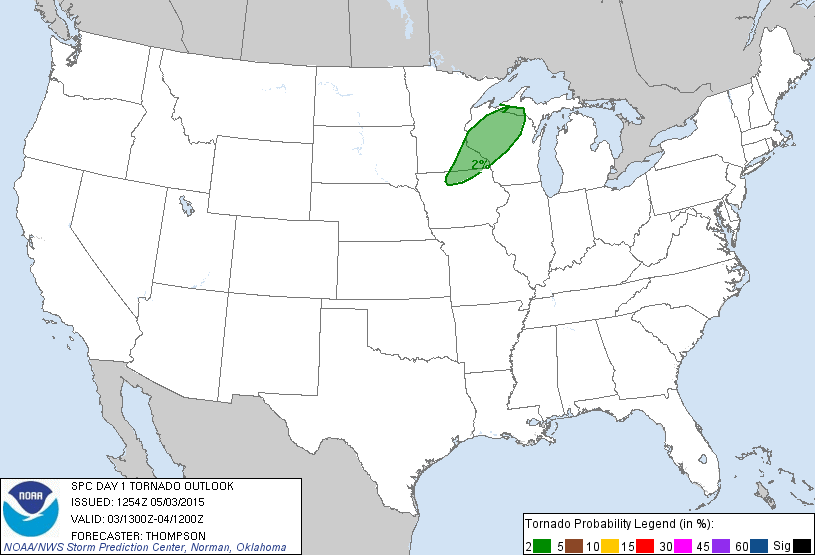 2%
NOAA
SPC DAY 1 TORNADO OUTLOOK
ISSUED: 1254Z 05/03/2015
VALID: 03/1300Z-04/1200Z
FORECASTER: THOMPSON
NOAA/NWS Storm Prediction Center, Norman, Oklahoma
Tornado Probability Legend (in %):
2 5 10 15 30 45 60 Sig